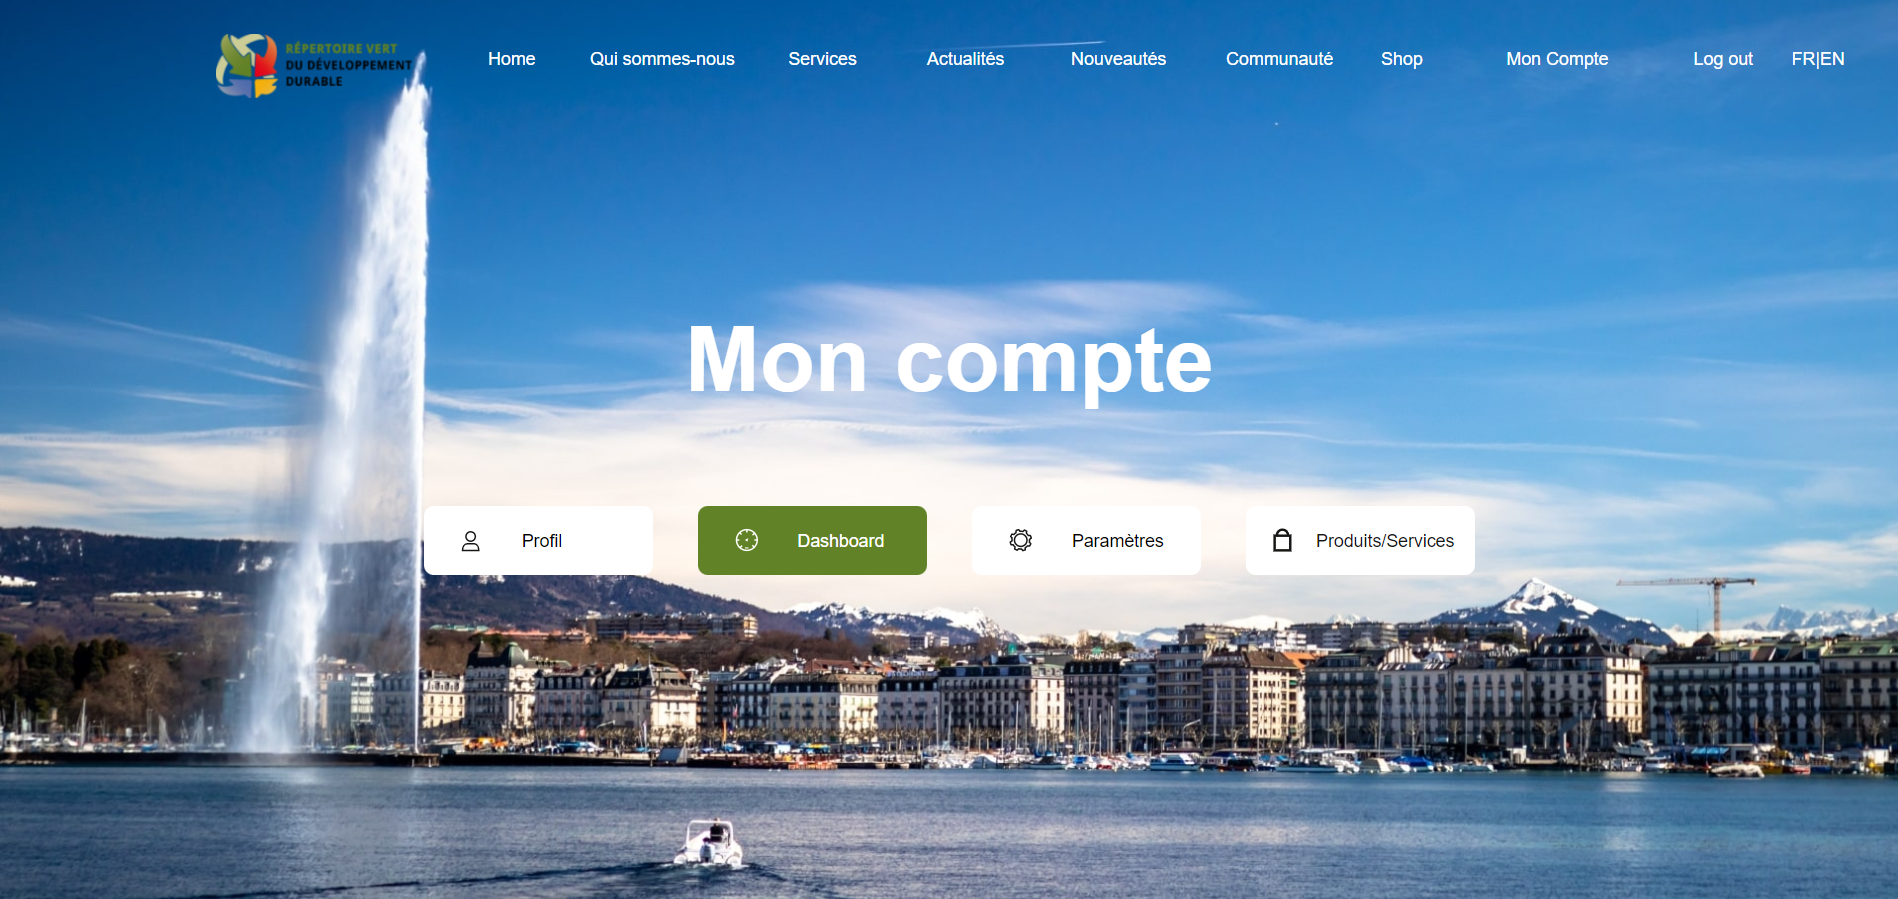 RÉPERTOIRE VERT
DU DÉVELOPPEMENT
DURABLE
Home Qui sommes-nous Services Actualités Nouveautés Communauté Shop Mon Compte Log out FR|EN
Mon compte
Profil Dashboard Paramètres Produits/Services